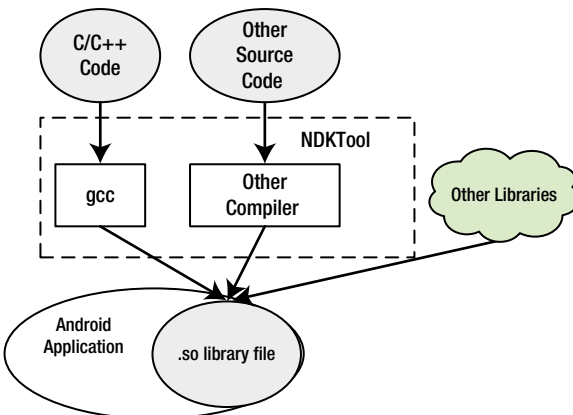 C/C++
Code
Other
Source
Code
NDKTool
gcc
Other
Compiler
Other Libraries
Android
Application
.so library file